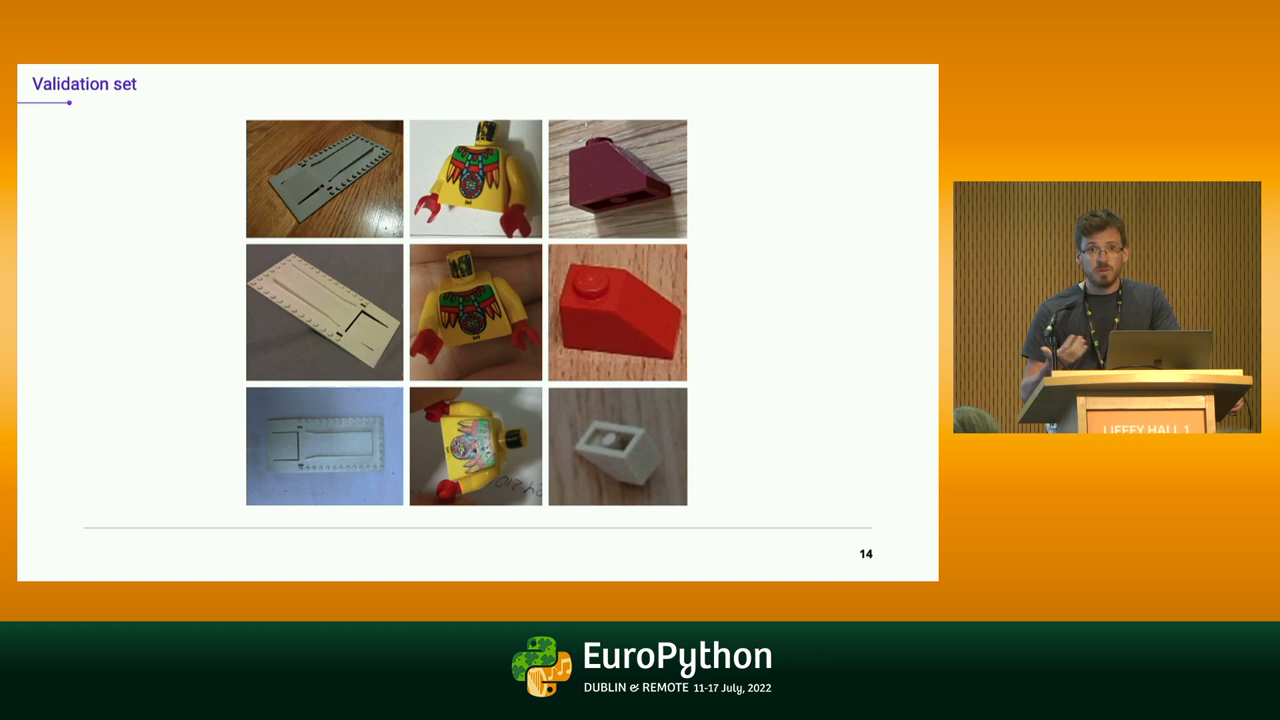 Validation set
14
LIFFEY HALL 1
EuroPython
DUBLIN & REMOTE 11-17 July, 2022